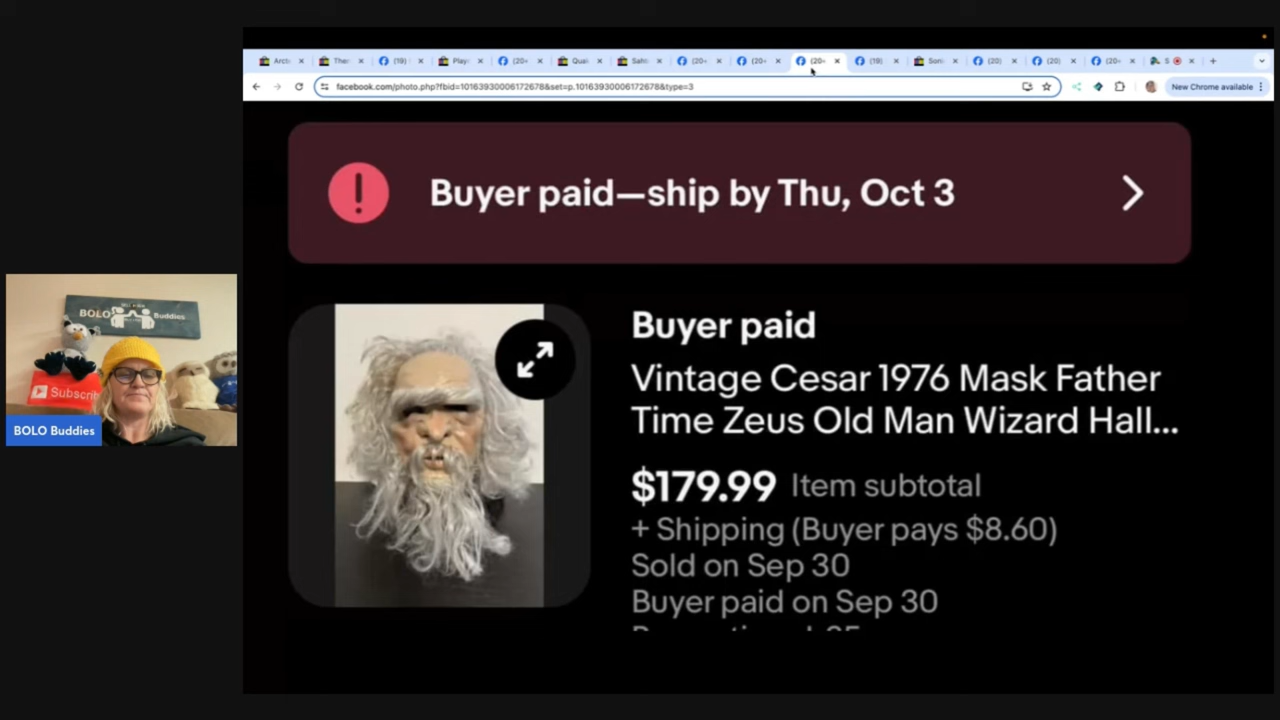 facebook.com/photo.php?fbid=10163930006172678&set=p.10163930006172678&type=3
New Chrome available
Buyer paid—ship by Thu, Oct 3
Buyer paid
Vintage Cesar 1976 Mask Father
Time Zeus Old Man Wizard Hall...
$179.99 Item subtotal
+ Shipping (Buyer pays $8.60)
Sold on Sep 30
Buyer paid on Sep 30
BOLO Buddies
Subscrib
BOLO Buddies